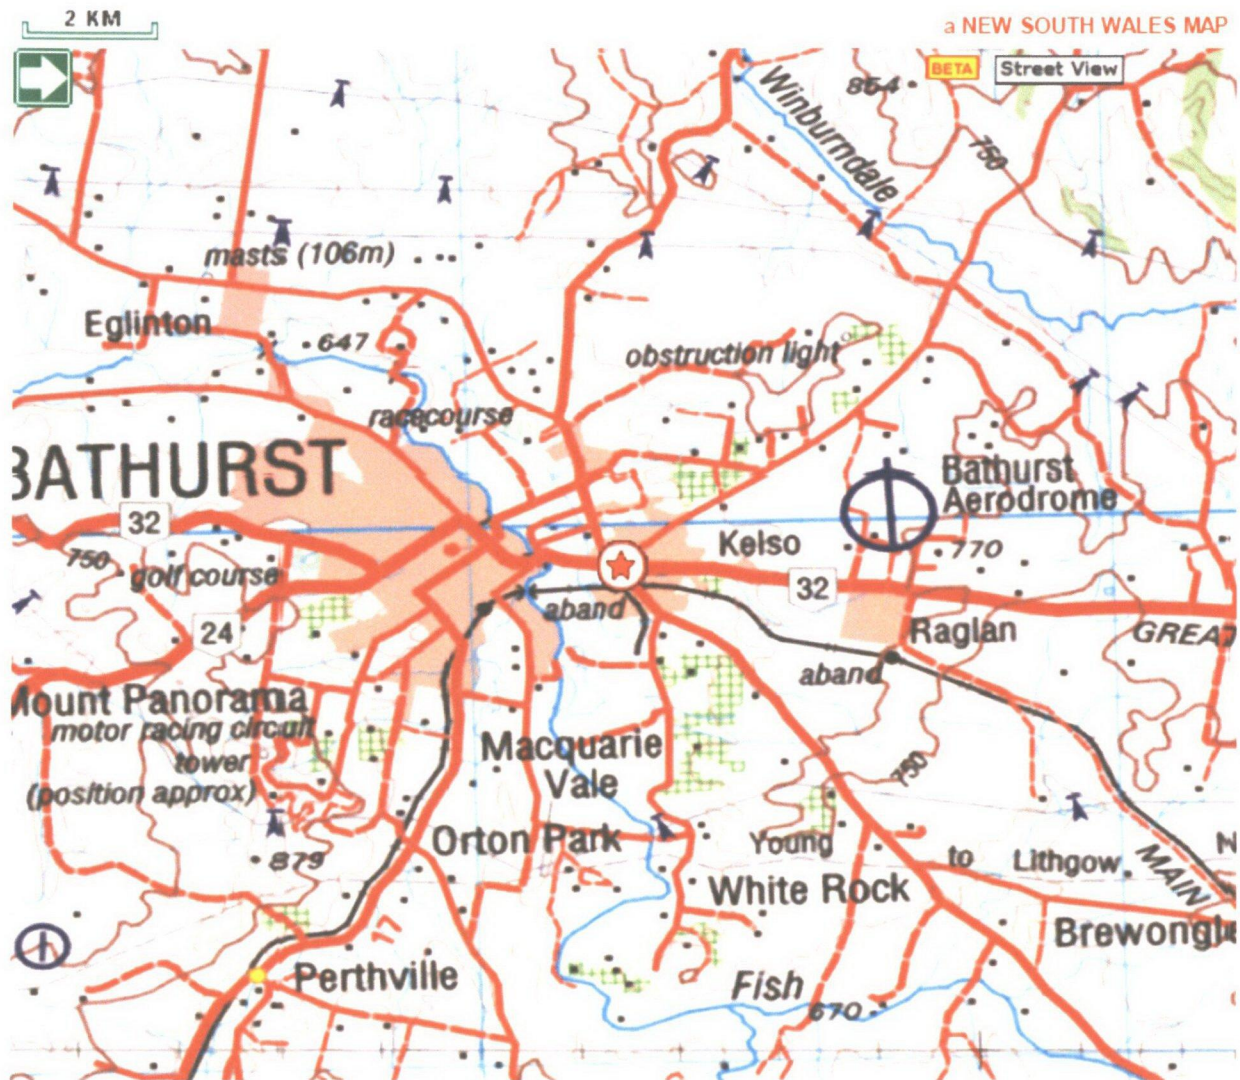 2 KM
a NEW SOUTH WALES MAP
BETA
Street View
Winburndale
854
750
masts (106m)
Eglinton
647
obstruction light
racecourse
BATHURST
Bathurst
Aerodrome
32
Kelso
770
750
golf course
32
aband
24
Raglan
GREAT
aband
Mount Panorama
motor racing circuit
tower
(position approx)
Macquarie
Vale
750
Orton Park
Young
879
to
Lithgow
MAIN
White Rock
17
Brewongle
Perthville
Fish
670